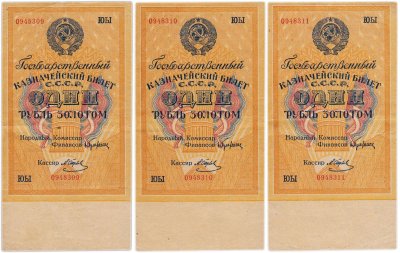 0948309 ЮЫ
Государственный
КАЗНАЧЕЙСКИЙ БИЛЕТ
С.С.С.Р.
ОДИН
РУБЛЬ ЗОЛОТОМ
Народный Комиссар
Финансов
Кассир
ЮЫ 0948309
0948310 ЮЫ
Государственный
КАЗНАЧЕЙСКИЙ БИЛЕТ
С.С.С.Р.
ОДИН
РУБЛЬ ЗОЛОТОМ
Народный Комиссар
Финансов
Кассир
ЮЫ 0948310
0948311 ЮЫ
Государственный
КАЗНАЧЕЙСКИЙ БИЛЕТ
С.С.С.Р.
ОДИН
РУБЛЬ ЗОЛОТОМ
Народный Комиссар
Финансов
Кассир
ЮЫ 0948311